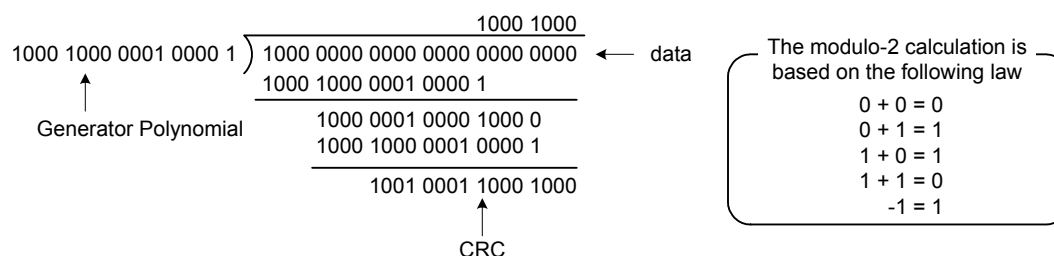 1000 1000
1000 1000 0001 0000 1
1000 0000 0000 0000 0000 0000
data
1000 1000 0001 0000 1
Generator Polynomial
1000 0001 0000 1000 0
1000 1000 0001 0000 1
1001 0001 1000 1000
CRC
The modulo-2 calculation is
based on the following law
0 + 0 = 0
0 + 1 = 1
1 + 0 = 1
1 + 1 = 0
-1 = 1